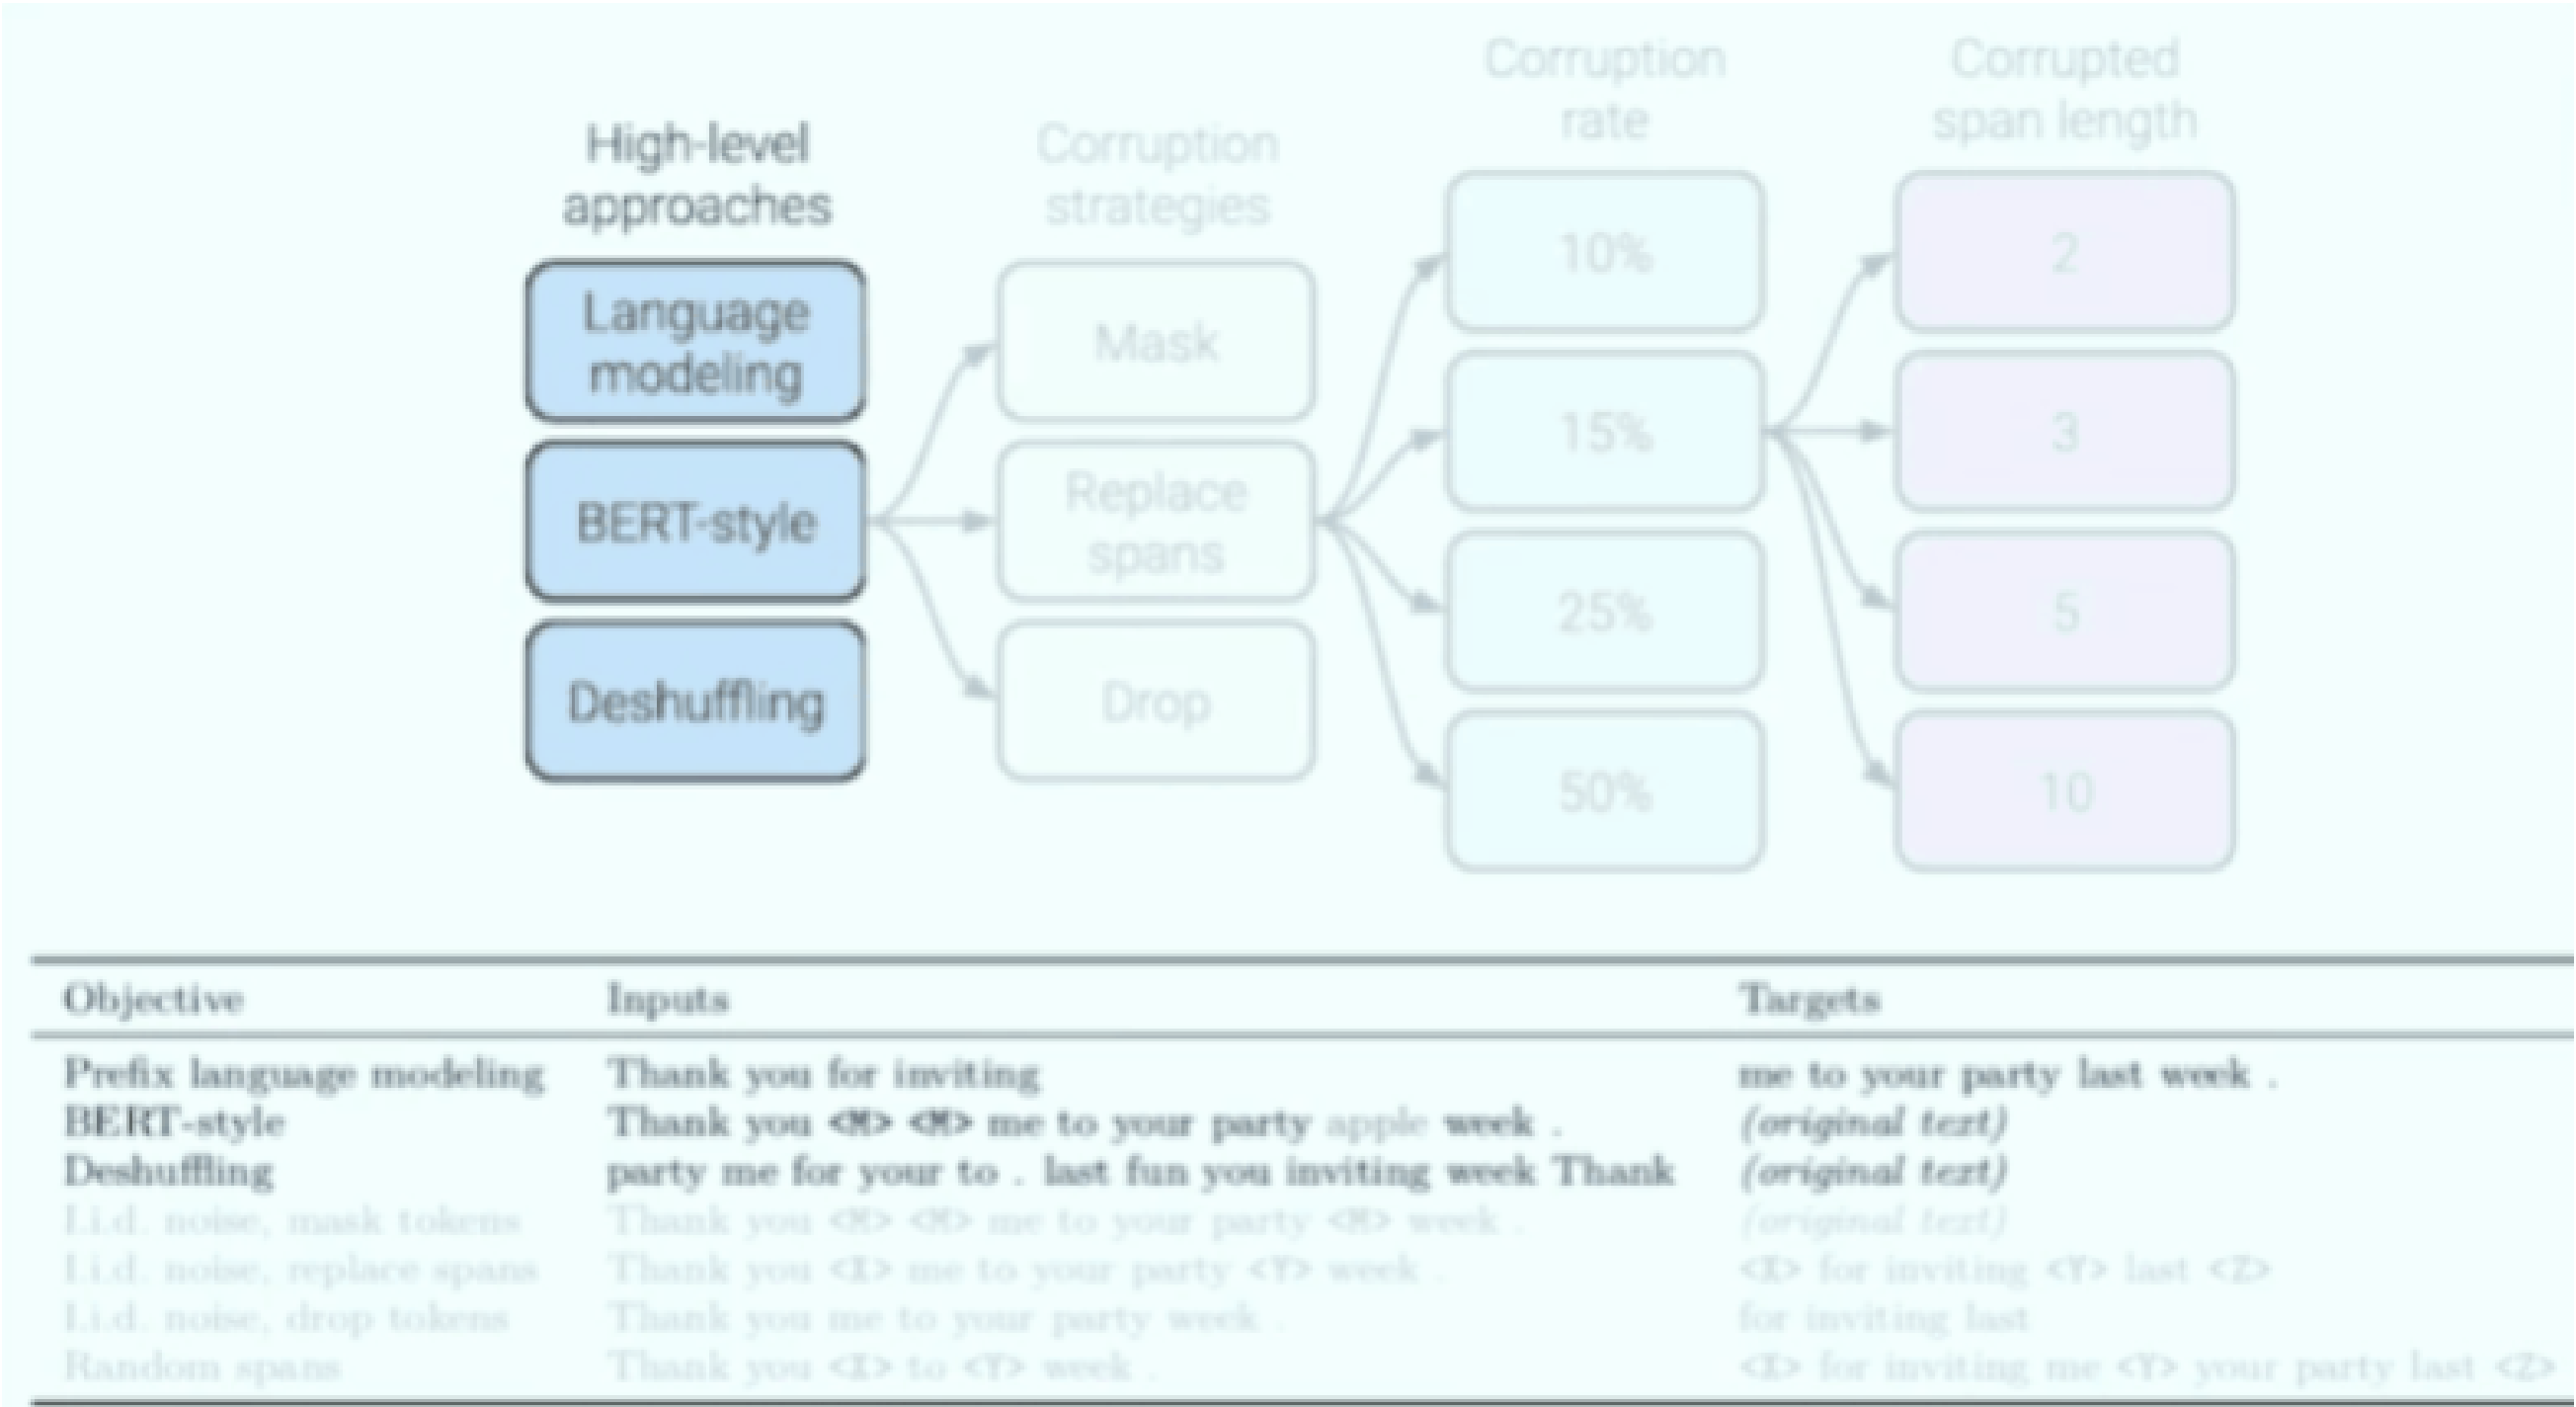 High-level
approaches
Language
modeling
BERT-style
Deshuffling
Corruption
strategies
Mask
Replace
spans
Drop
Corruption
rate
10%
15%
25%
50%
Corrupted
span length
2
3
5
10
Objective Inputs Targets
Prefix language modeling Thank you for inviting me to your party last week .
BERT-style Thank you <M> <M> me to your party apple week . (original text)
Deshuffling party me for your to . last fun you inviting week Thank (original text)
I.i.d. noise, mask tokens Thank you <M> <M> me to your party <M> week . (original text)
I.i.d. noise, replace spans Thank you <X> me to your party <Y> week . <X> for inviting <Y> last <Z>
I.i.d. noise, drop tokens Thank you me to your party week . for inviting last
Random spans Thank you <X> to <Y> week . <X> for inviting me <Y> your party last <Z>